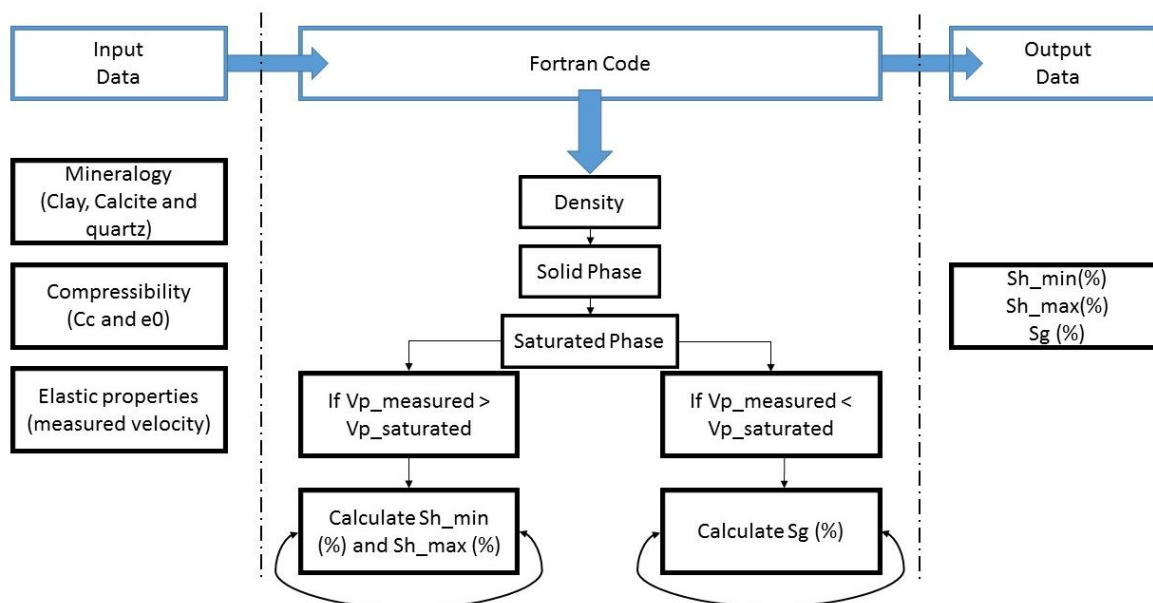 Input
Data
Fortran Code
Output
Data
Mineralogy
(Clay, Calcite and
quartz)
Compressibility
(Cc and e0)
Elastic properties
(measured velocity)
Density
Solid Phase
Saturated Phase
If Vp_measured >
Vp_saturated
If Vp_measured <
Vp_saturated
Calculate Sh_min
(%) and Sh_max (%)
Calculate Sg (%)
Sh_min(%)
Sh_max(%)
Sg (%)